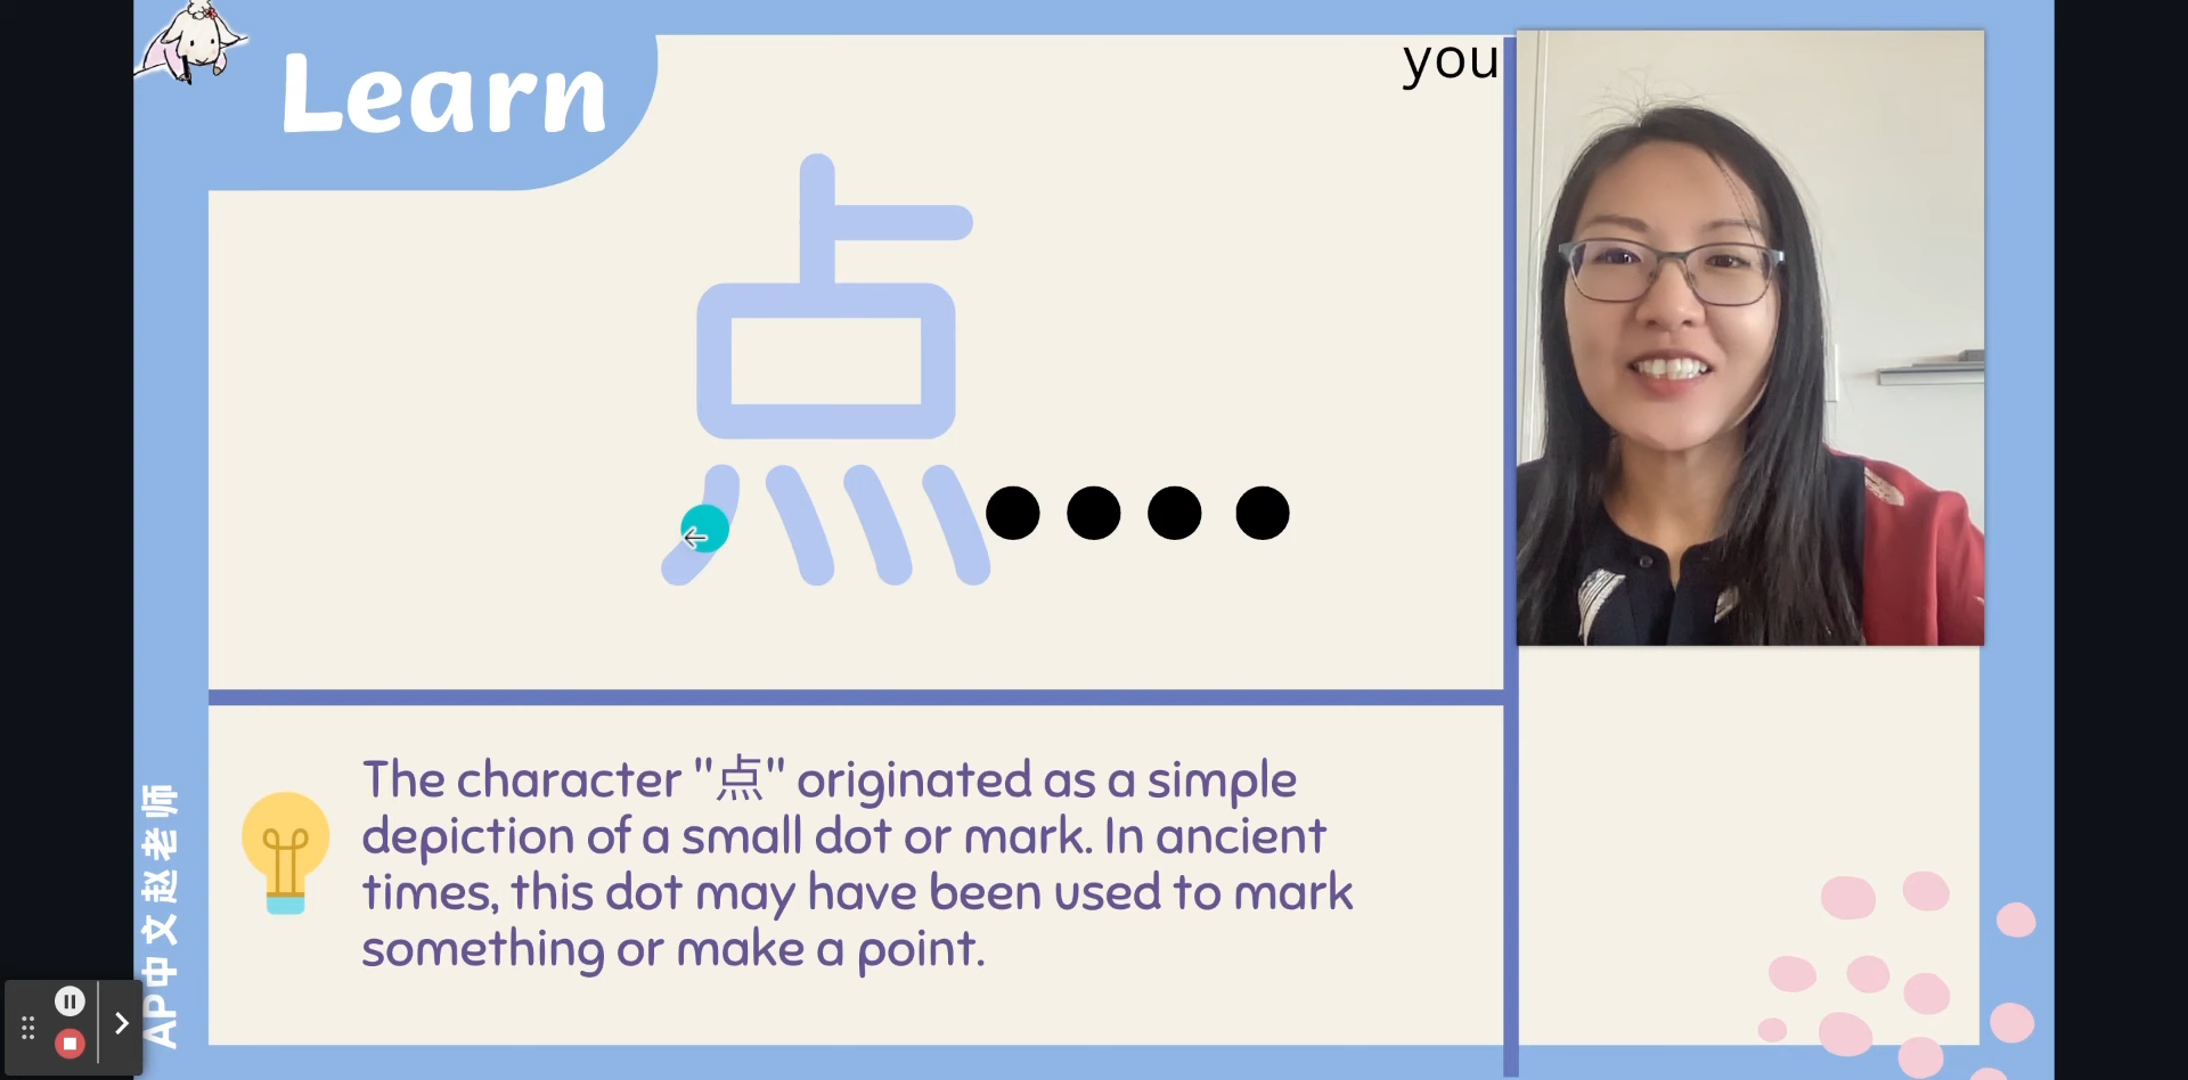 Learn
you
点
The character "点" originated as a simple
depiction of a small dot or mark. In ancient
times, this dot may have been used to mark
something or make a point.
AP中文赵老师